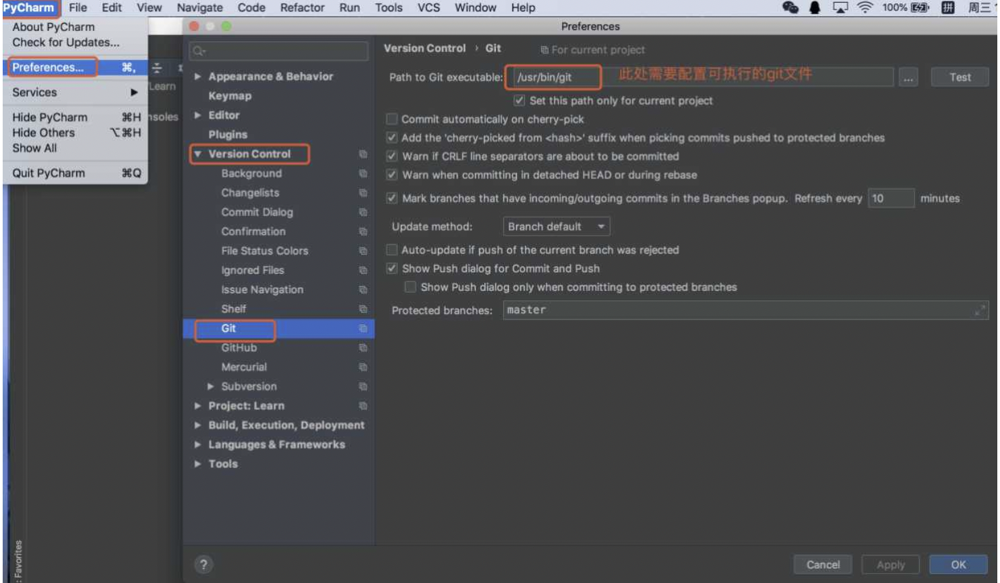 PyCharm File Edit View Navigate Code Refactor Run Tools VCS Window Help 100% 拼 周三
About PyCharm
Check for Updates...
Preferences... ⌘,
Services
Hide PyCharm ⌘H
Hide Others ⌥⌘H
Show All
Quit PyCharm ⌘Q
Learn
nsoles
: Favorites
Preferences
Appearance & Behavior
Keymap
Editor
Plugins
Version Control
Background
Changelists
Commit Dialog
Confirmation
File Status Colors
Ignored Files
Issue Navigation
Shelf
Git
GitHub
Mercurial
Subversion
Project: Learn
Build, Execution, Deployment
Languages & Frameworks
Tools
?
Version Control › Git For current project
Path to Git executable: /usr/bin/git 此处需要配置可执行的git文件 ... Test
Set this path only for current project
Commit automatically on cherry-pick
Add the 'cherry-picked from <hash>' suffix when picking commits pushed to protected branches
Warn if CRLF line separators are about to be committed
Warn when committing in detached HEAD or during rebase
Mark branches that have incoming/outgoing commits in the Branches popup. Refresh every 10 minutes
Update method: Branch default
Auto-update if push of the current branch was rejected
Show Push dialog for Commit and Push
Show Push dialog only when committing to protected branches
Protected branches: master
Cancel Apply OK